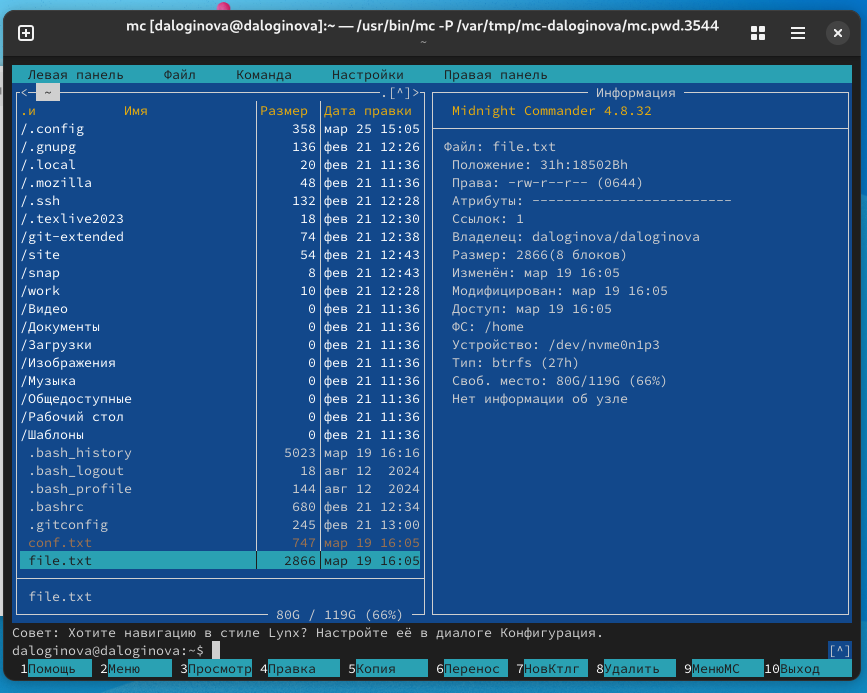 mc [daloginova@daloginova]:~ — /usr/bin/mc -P /var/tmp/mc-daloginova/mc.pwd.3544
~
Левая панель Файл Команда Настройки Правая панель
<─ ~ .[^]> Информация
.и Имя Размер Дата правки Midnight Commander 4.8.32
/.config 358 мар 25 15:05
/.gnupg 136 фев 21 12:26 Файл: file.txt
/.local 20 фев 21 11:36 Положение: 31h:18502Bh
/.mozilla 48 фев 21 11:36 Права: -rw-r--r-- (0644)
/.ssh 132 фев 21 12:28 Атрибуты: -------------------------
/.texlive2023 18 фев 21 12:30 Ссылок: 1
/git-extended 74 фев 21 12:38 Владелец: daloginova/daloginova
/site 54 фев 21 12:43 Размер: 2866(8 блоков)
/snap 8 фев 21 12:43 Изменён: мар 19 16:05
/work 10 фев 21 12:28 Модифицирован: мар 19 16:05
/Видео 0 фев 21 11:36 Доступ: мар 19 16:05
/Документы 0 фев 21 11:36 ФС: /home
/Загрузки 0 фев 21 11:36 Устройство: /dev/nvme0n1p3
/Изображения 0 фев 21 11:36 Тип: btrfs (27h)
/Музыка 0 фев 21 11:36 Своб. место: 80G/119G (66%)
/Общедоступные 0 фев 21 11:36 Нет информации об узле
/Рабочий стол 0 фев 21 11:36
/Шаблоны 0 фев 21 11:36
.bash_history 5023 мар 19 16:16
.bash_logout 18 авг 12 2024
.bash_profile 144 авг 12 2024
.bashrc 680 фев 21 12:34
.gitconfig 245 фев 21 13:00
conf.txt 747 мар 19 16:05
file.txt 2866 мар 19 16:05
file.txt
80G / 119G (66%)
Совет: Хотите навигацию в стиле Lynx? Настройте её в диалоге Конфигурация.
daloginova@daloginova:~$ [^]
1Помощь 2Меню 3Просмотр 4Правка 5Копия 6Перенос 7НовКтлг 8Удалить 9МенюМС 10Выход